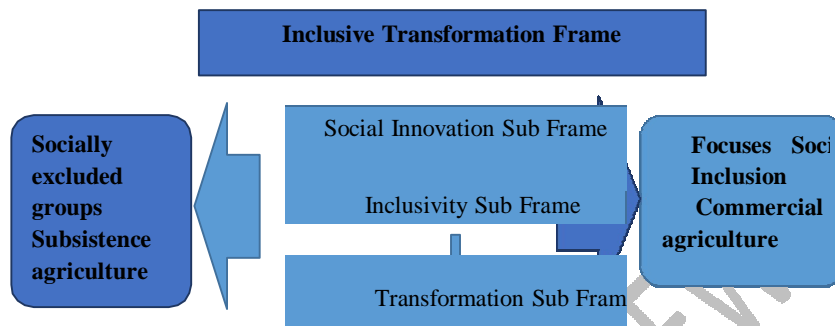 Inclusive Transformation Frame
Social Innovation Sub Frame
Inclusivity Sub Frame
Transformation Sub Fram
Socially
excluded
groups
Subsistence
agriculture
Focuses Soci
Inclusion
Commercial
agriculture